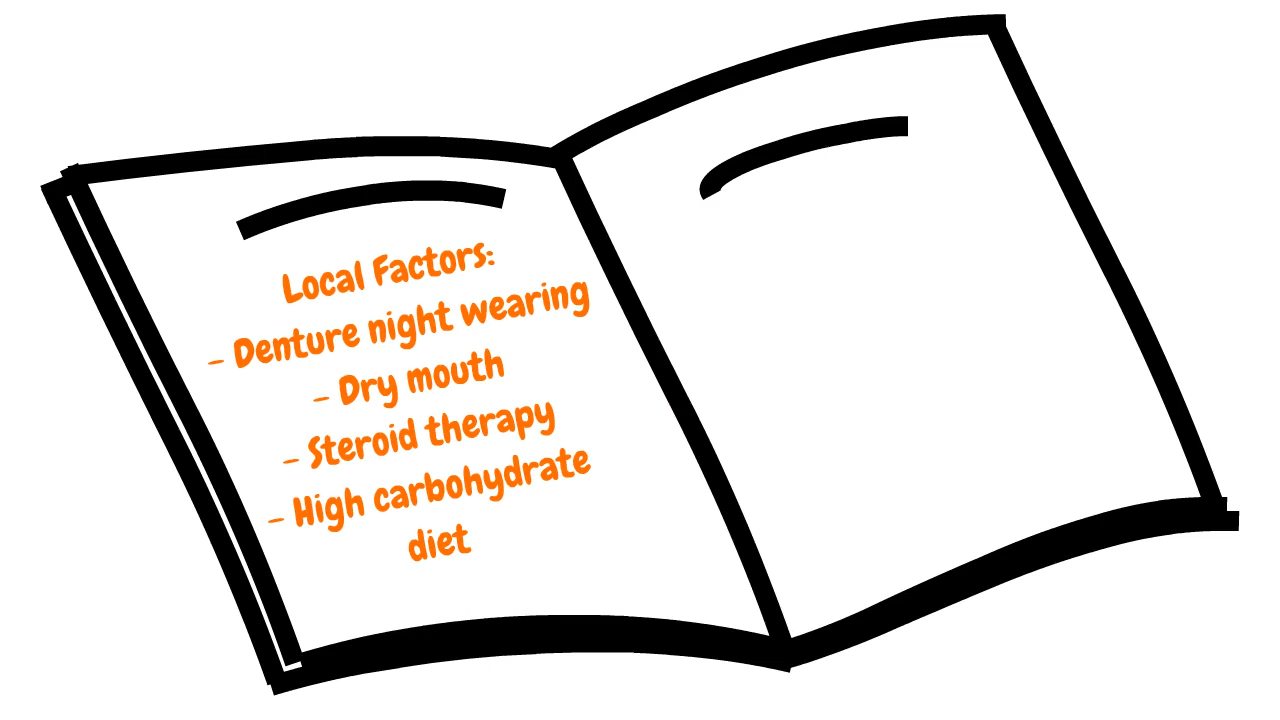 Local Factors:
- Denture night wearing
- Dry mouth
- Steroid therapy
- High carbohydrate
diet